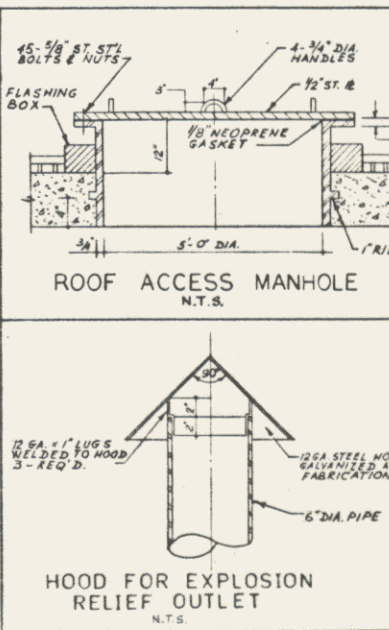 45-5/8" ST. ST'L
BOLTS & NUTS
4-3/4" DIA.
HANDLES
3"
4"
FLASHING
BOX
1/2" ST. PL
1/8" NEOPRENE
GASKET
12"
4"
3/4"
5'-0" DIA.
ROOF ACCESS MANHOLE
N.T.S.
90°
2"
2"
12 GA. x 1" LUGS
WELDED TO HOOD
3-REQ'D.
12 GA. STEEL
GALVANIZED
FABRICATION
6" DIA. PIPE
HOOD FOR EXPLOSION
RELIEF OUTLET
N.T.S.